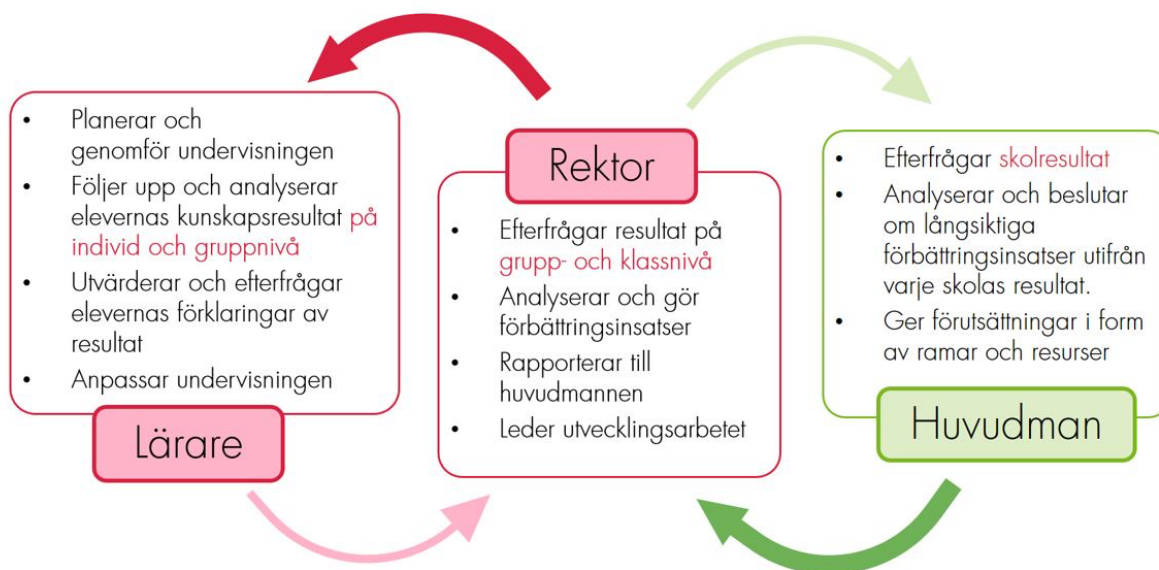 • Planerar och
genomför undervisningen
• Följer upp och analyserar
elevernas kunskapsresultat på
individ och gruppnivå
• Utvärderar och efterfrågar
elevernas förklaringar av
resultat
• Anpassar undervisningen
Lärare
Rektor
• Efterfrågar resultat på
grupp- och klassnivå
• Analyserar och gör
förbättringsinsatser
• Rapporterar till
huvudmannen
• Leder utvecklingsarbetet
• Efterfrågar skolresultat
• Analyserar och beslutar
om långsiktiga
förbättringsinsatser utifrån
varje skolas resultat.
• Ger förutsättningar i form
av ramar och resurser
Huvudman